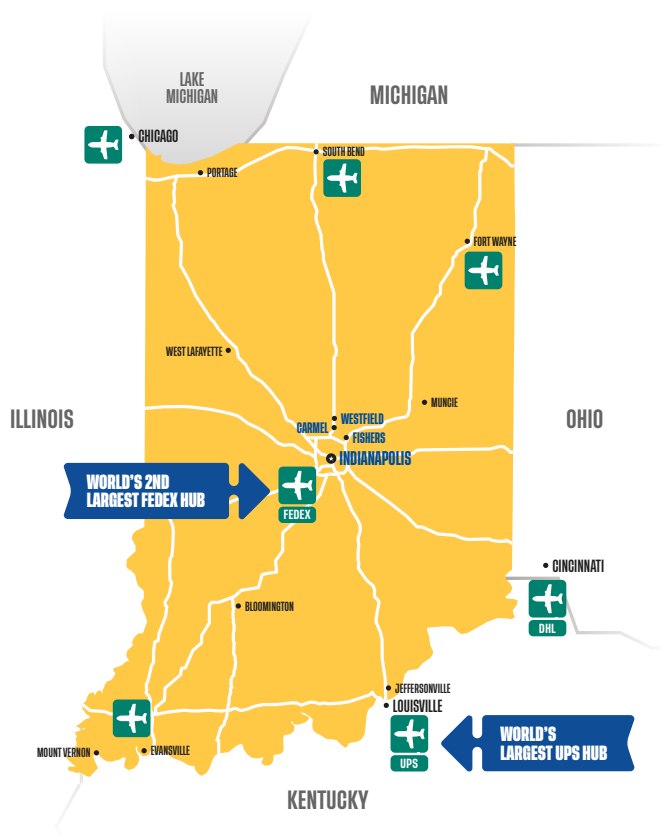 LAKE
MICHIGAN
MICHIGAN
CHICAGO
SOUTH BEND
PORTAGE
FORT WAYNE
WEST LAFAYETTE
MUNCIE
ILLINOIS
OHIO
WESTFIELD
CARMEL
FISHERS
INDIANAPOLIS
WORLD'S 2ND
LARGEST FEDEX HUB
FEDEX
CINCINNATI
DHL
BLOOMINGTON
JEFFERSONVILLE
LOUISVILLE
WORLD'S
LARGEST UPS HUB
UPS
MOUNT VERNON
EVANSVILLE
KENTUCKY